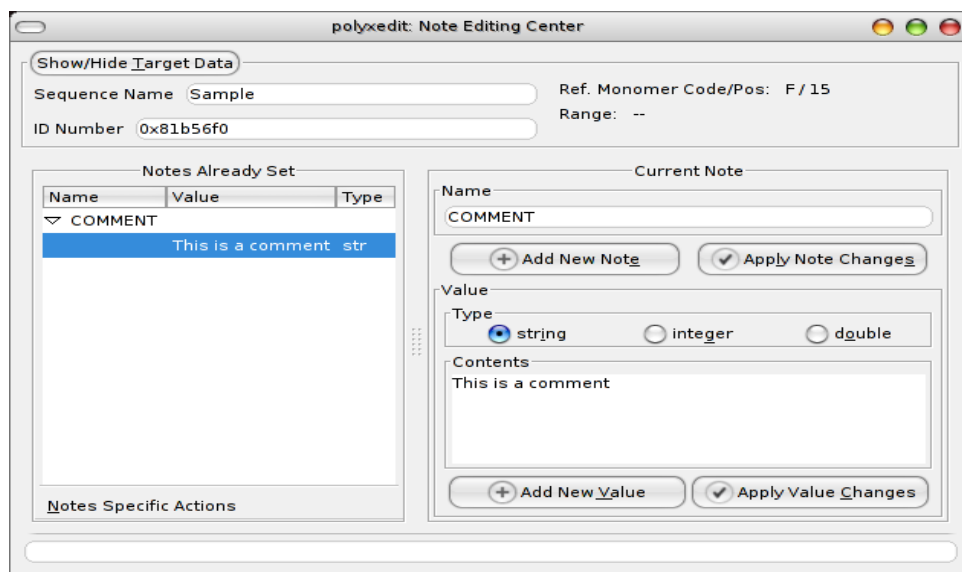 polyxedit: Note Editing Center
Show/Hide Target Data
Sequence Name Sample
Ref. Monomer Code/Pos: F / 15
Range: --
ID Number 0x81b56f0
Notes Already Set
Name Value Type
COMMENT
This is a comment str
Notes Specific Actions
Current Note
Name
COMMENT
Add New Note
Apply Note Changes
Value
Type
string integer double
Contents
This is a comment
Add New Value
Apply Value Changes